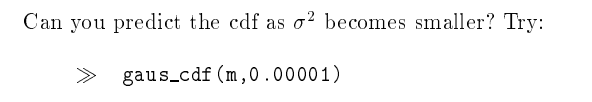 Can you predict the cdf as σ² becomes smaller? Try:
≫ gaus_cdf(m,0.00001)